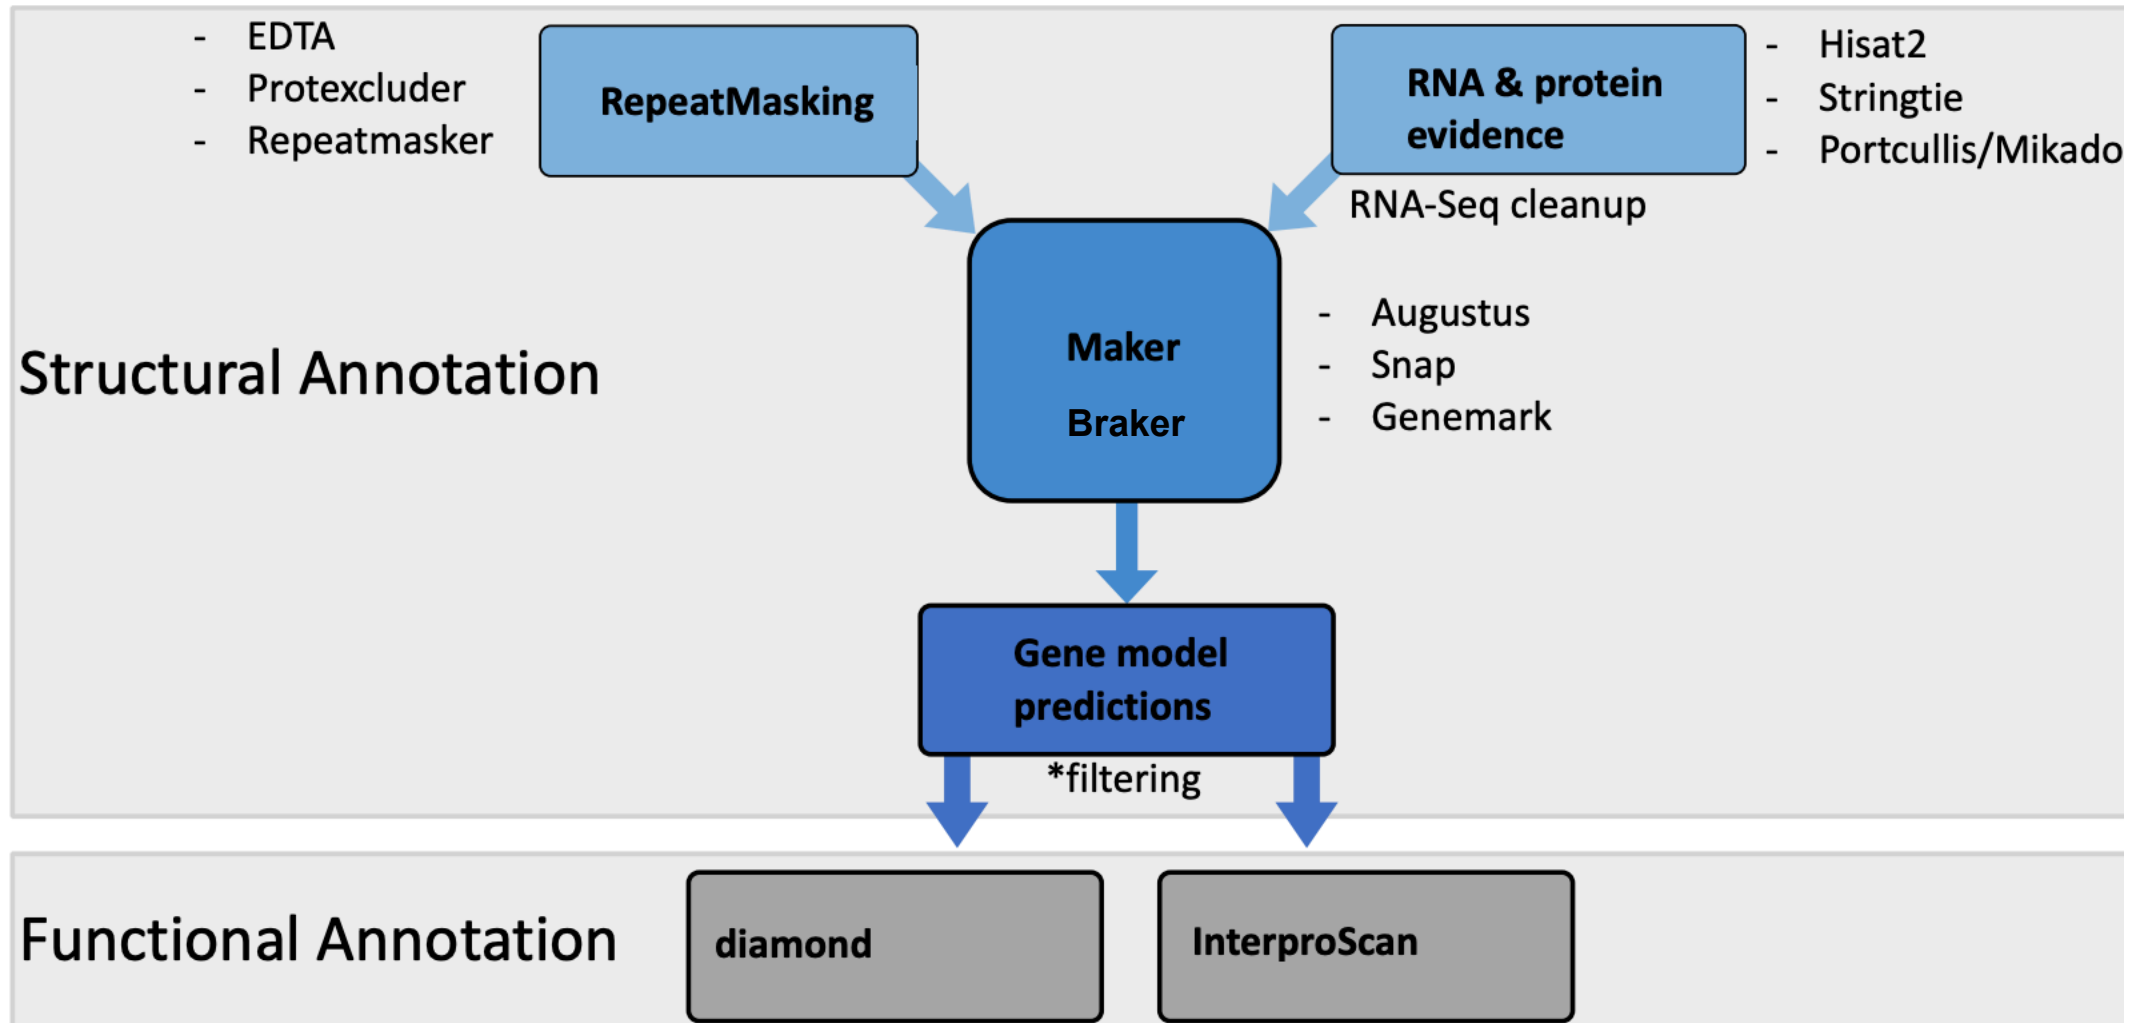 - EDTA
- Protexcluder
- Repeatmasker
RepeatMasking
RNA & protein
evidence
- Hisat2
- Stringtie
- Portcullis/Mikado
RNA-Seq cleanup
Structural Annotation
Maker
Braker
- Augustus
- Snap
- Genemark
Gene model
predictions
*filtering
Functional Annotation
diamond
InterproScan